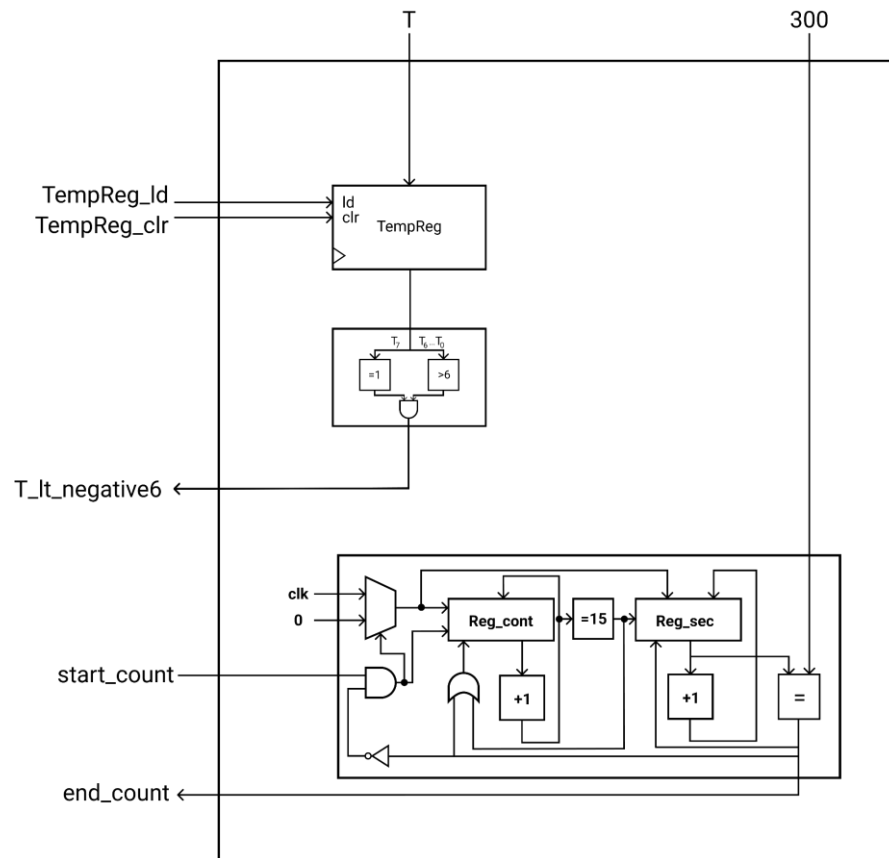 T
300
TempReg_ld
TempReg_clr
ld
clr
TempReg
T7
T6...T0
=1
>6
T_lt_negative6
clk
0
Reg_cont
=15
Reg_sec
start_count
+1
+1
=
end_count